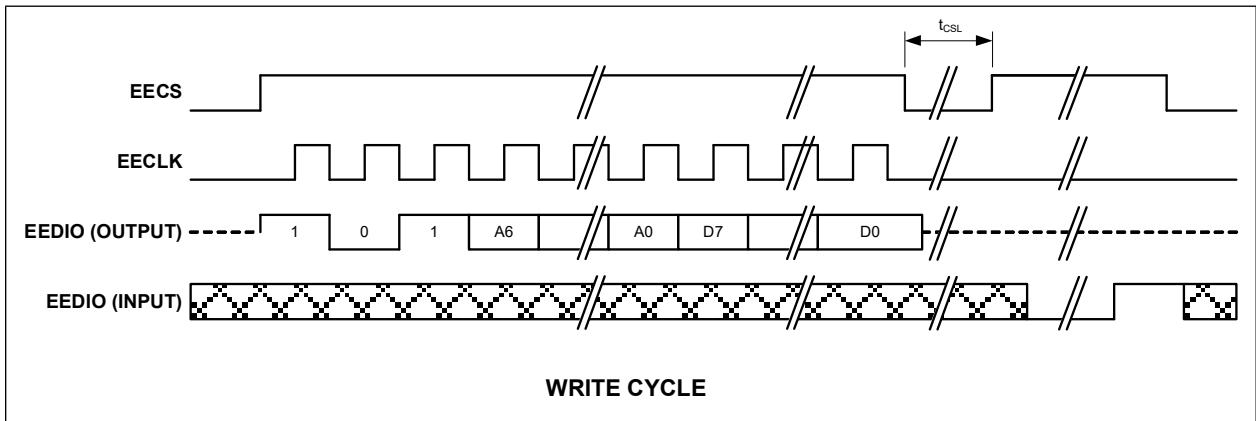 tCSL
EECS
EECLK
EEDIO (OUTPUT) 1 0 1 A6 A0 D7 D0
EEDIO (INPUT)
WRITE CYCLE